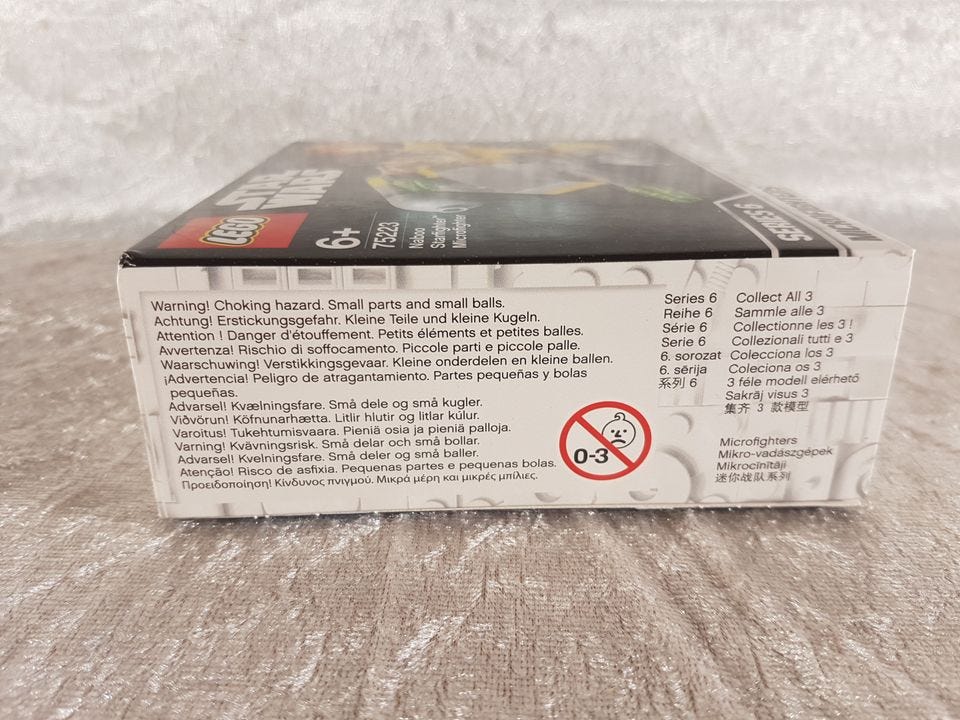 STAR
WARS
LEGO
6+
75223
Naboo
Starfighter™
Microfighter
SERIES 6
Warning! Choking hazard. Small parts and small balls.
Achtung! Erstickungsgefahr. Kleine Teile und kleine Kugeln.
Attention ! Danger d'étouffement. Petits éléments et petites balles.
Avvertenza! Rischio di soffocamento. Piccole parti e piccole palle.
Waarschuwing! Verstikkingsgevaar. Kleine onderdelen en kleine ballen.
¡Advertencia! Peligro de atragantamiento. Partes pequeñas y bolas
pequeñas.
Advarsel! Kvælningsfare. Små dele og små kugler.
Viðvörun! Köfnunarhætta. Litlir hlutir og litlar kúlur.
Varoitus! Tukehtumisvaara. Pieniä osia ja pieniä palloja.
Varning! Kvävningsrisk. Små delar och små bollar.
Advarsel! Kvelningsfare. Små deler og små baller.
Atenção! Risco de asfixia. Pequenas partes e pequenas bolas.
Προειδοποίηση! Κίνδυνος πνιγμού. Μικρά μέρη και μικρές μπίλιες.
0-3
Series 6
Reihe 6
Série 6
Serie 6
6. sorozat
6. sērija
系列 6
Collect All 3
Sammle alle 3
Collectionne les 3 !
Collezionali tutti e 3
Colecciona los 3
Coleciona os 3
3 féle modell elérhető
Sakrāj visus 3
集齐 3 款模型
Microfighters
Mikro-vadászgépek
Mikrocīnītāji
迷你战队系列